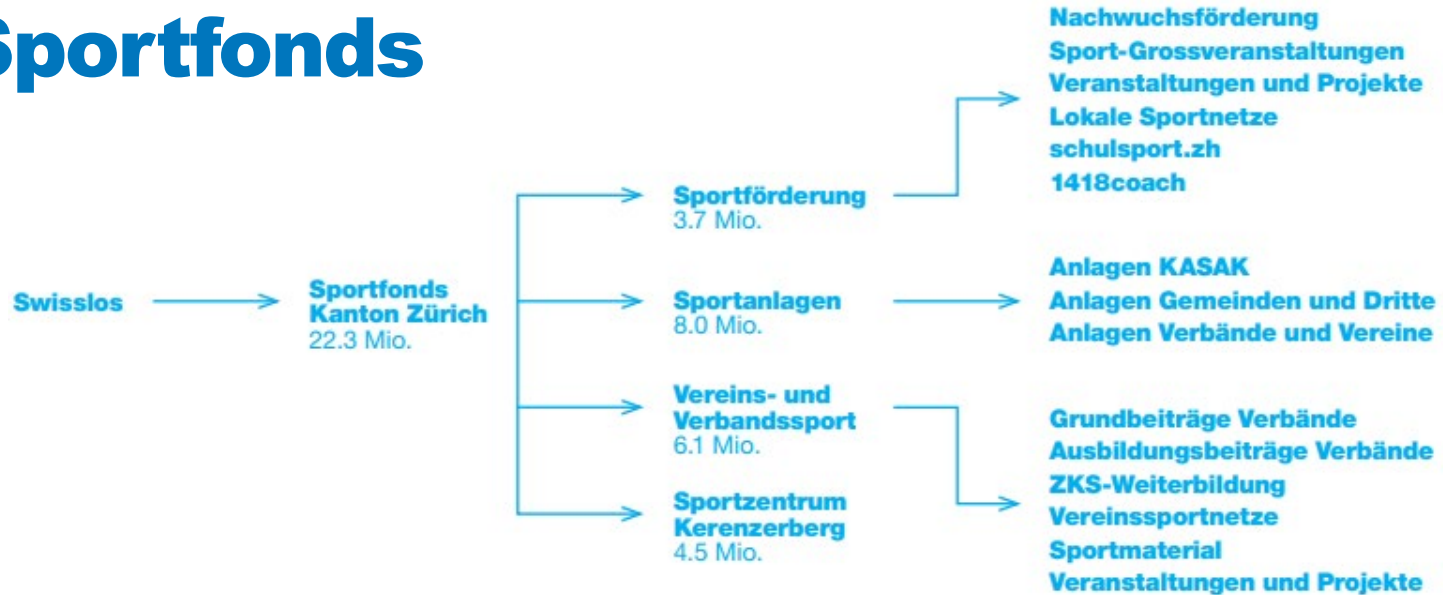 Sportfonds
Swisslos
Sportfonds
Kanton Zürich
22.3 Mio.
Sportförderung
3.7 Mio.
Sportanlagen
8.0 Mio.
Vereins- und
Verbandssport
6.1 Mio.
Sportzentrum
Kerenzerberg
4.5 Mio.
Nachwuchsförderung
Sport-Grossveranstaltungen
Veranstaltungen und Projekte
Lokale Sportnetze
schulsport.zh
1418coach
Anlagen KASAK
Anlagen Gemeinden und Dritte
Anlagen Verbände und Vereine
Grundbeiträge Verbände
Ausbildungsbeiträge Verbände
ZKS-Weiterbildung
Vereinssportnetze
Sportmaterial
Veranstaltungen und Projekte